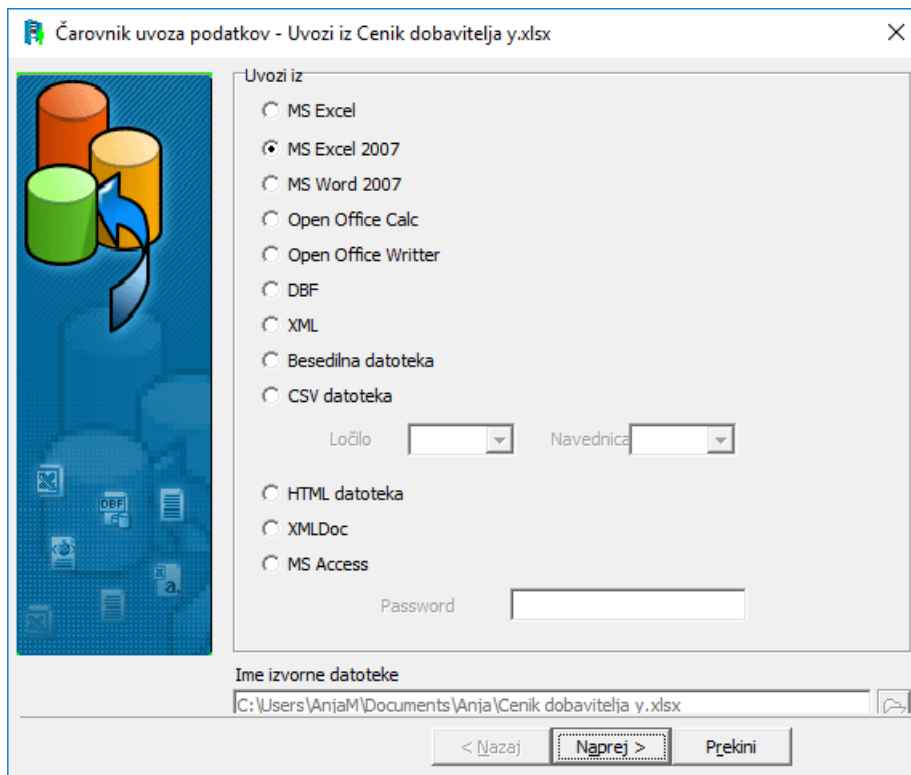 Čarovnik uvoza podatkov - Uvozi iz Cenik dobavitelja y.xlsx
Uvozi iz
MS Excel
MS Excel 2007
MS Word 2007
Open Office Calc
Open Office Writter
DBF
XML
Besedilna datoteka
CSV datoteka
Ločilo Navednica
HTML datoteka
XMLDoc
MS Access
Password
DBF
a.
Ime izvorne datoteke
C:\Users\AnjaM\Documents\Anja\Cenik dobavitelja y.xlsx
< Nazaj Naprej > Prekini